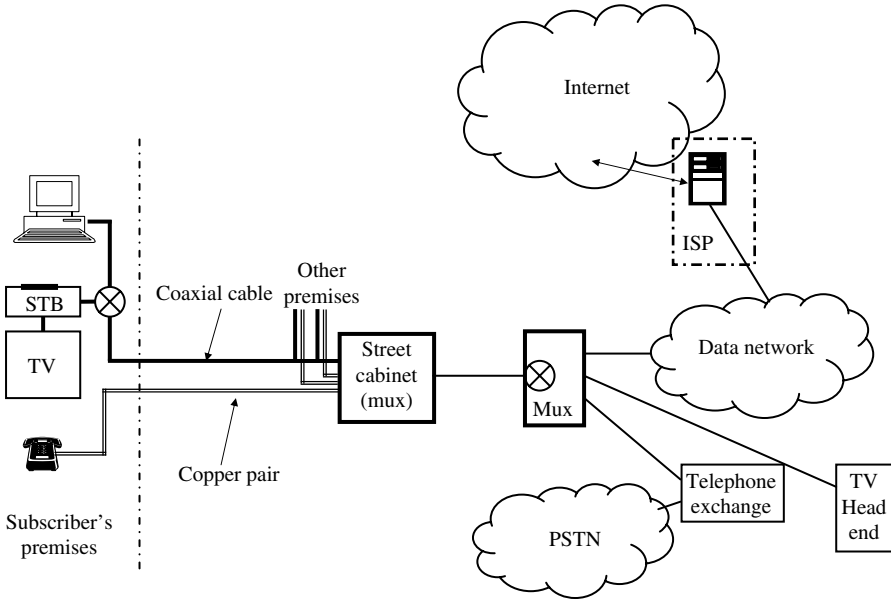 Internet
ISP
Other
premises
Coaxial cable
STB
TV
Street
cabinet
(mux)
Data network
Mux
Copper pair
Telephone
exchange
TV
Head
end
Subscriber’s
premises
PSTN